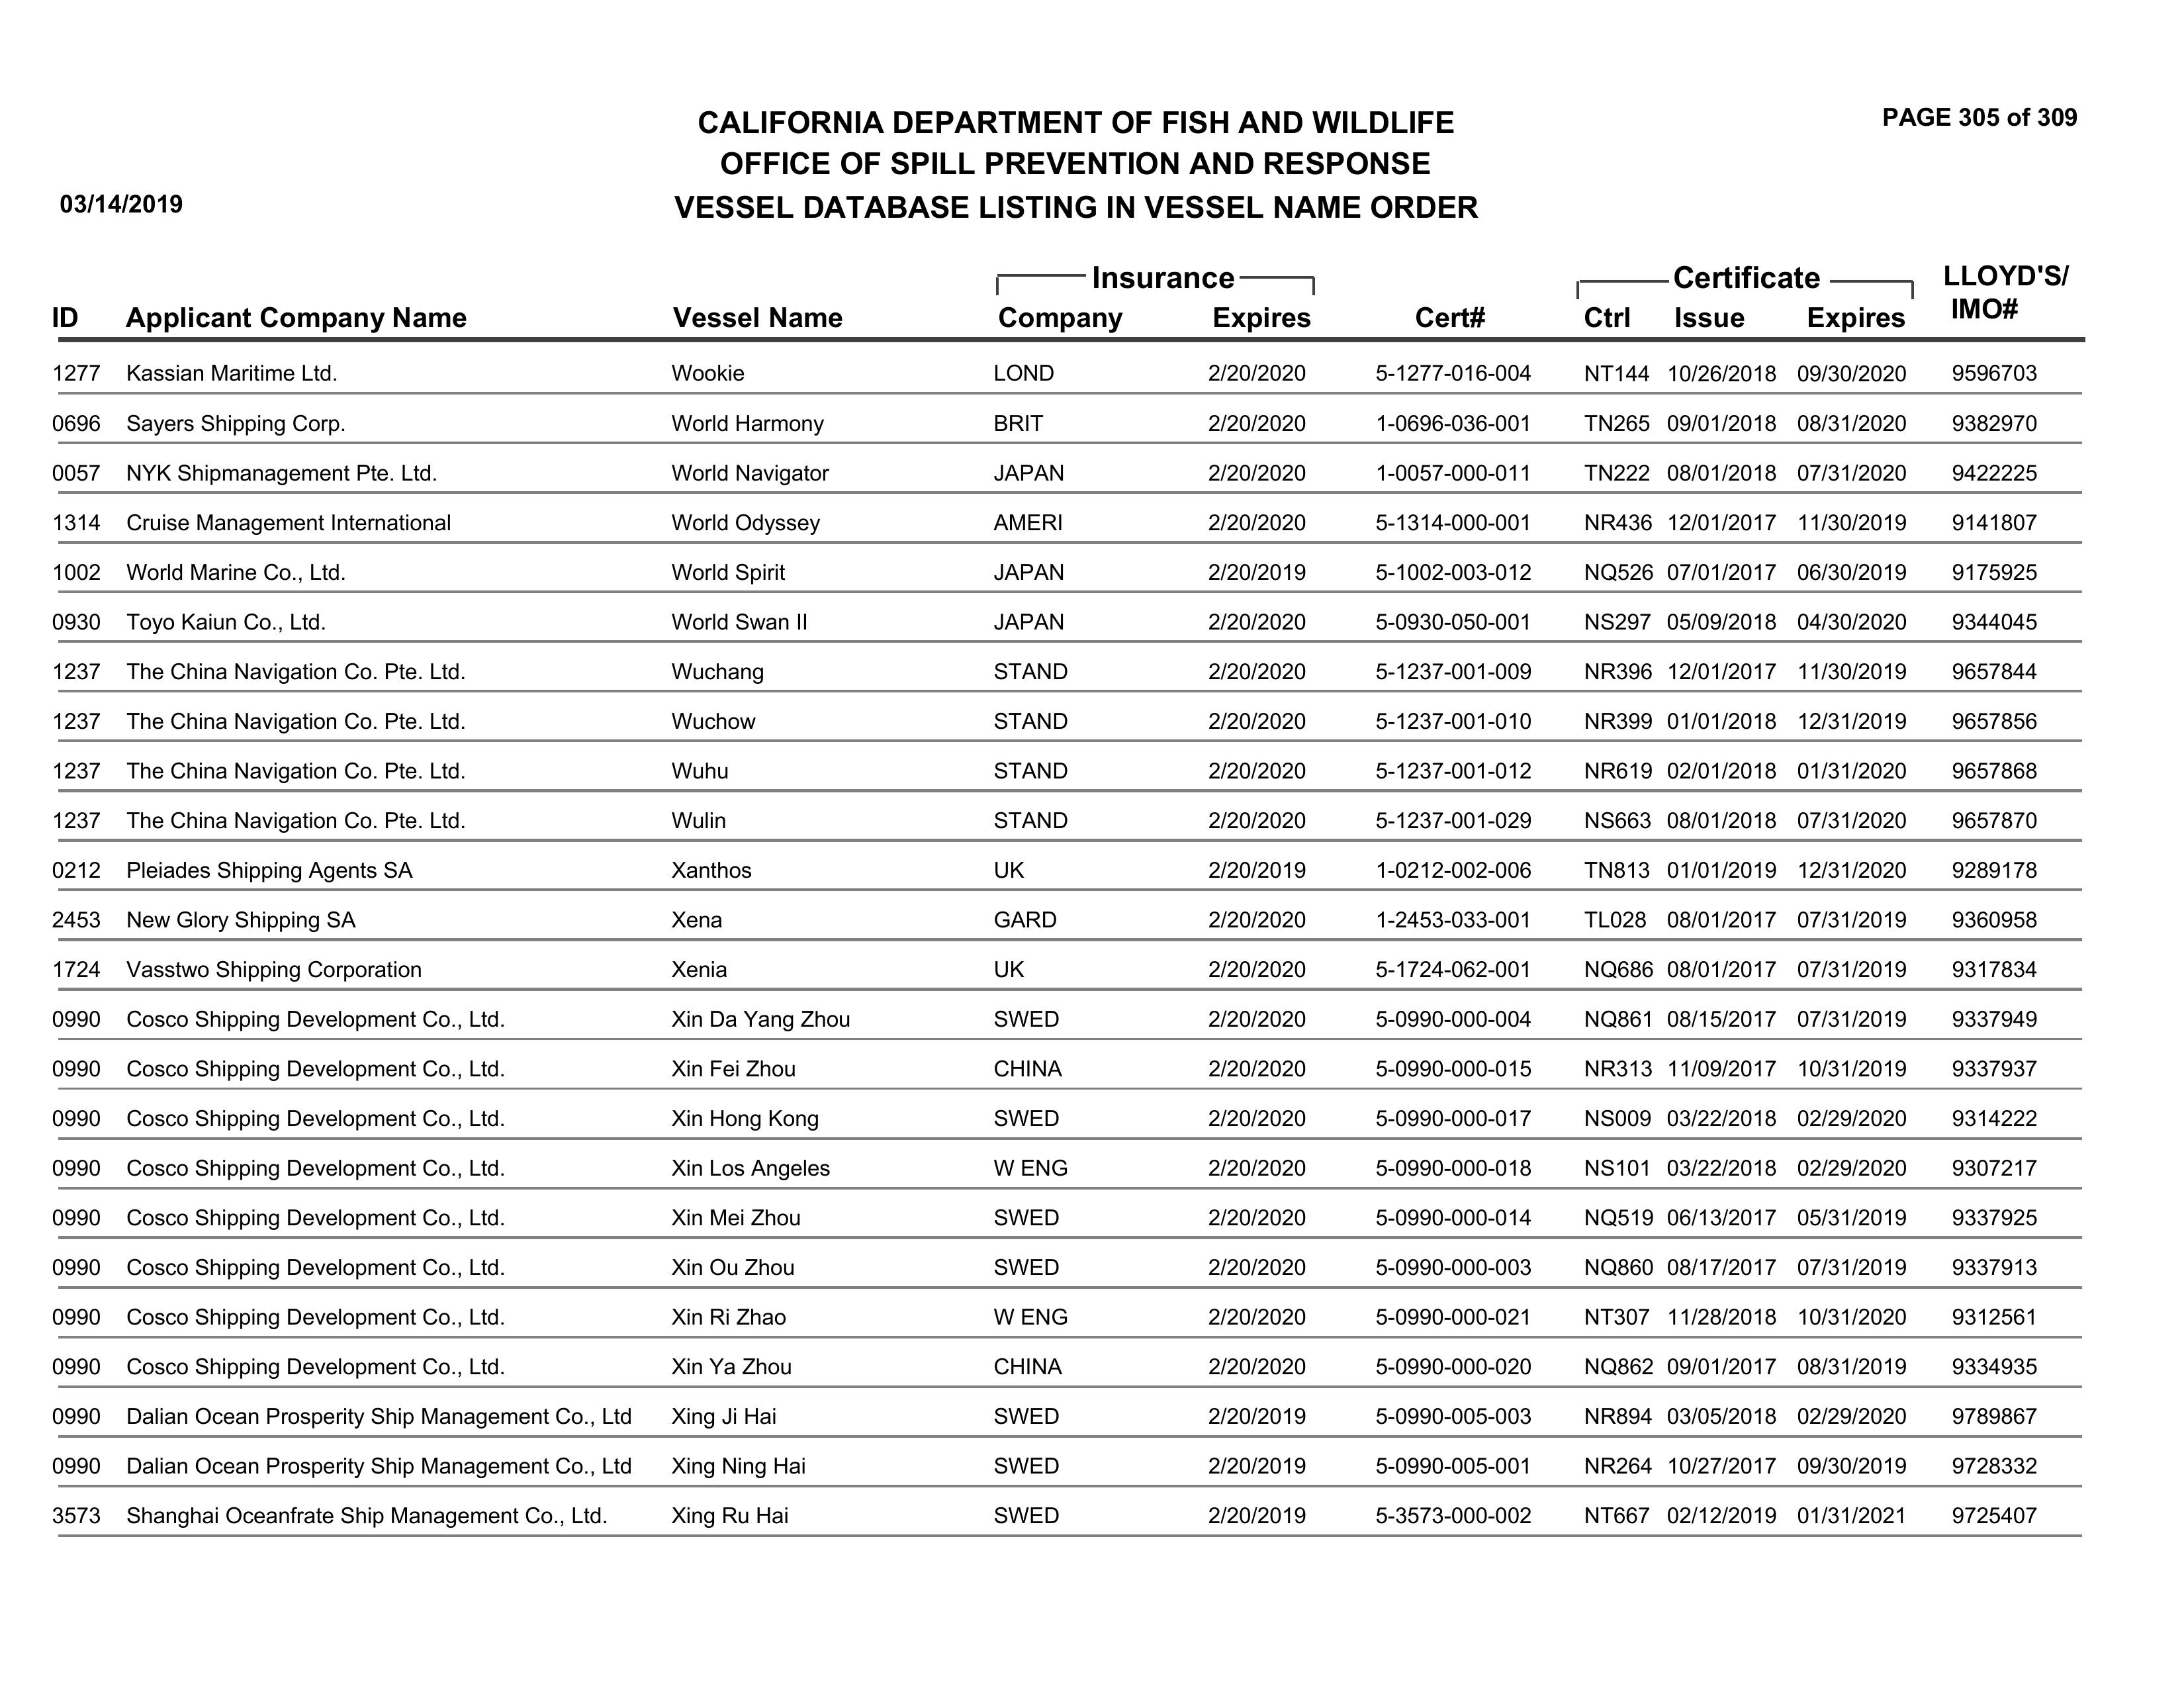 PAGE 305 of 309
CALIFORNIA DEPARTMENT OF FISH AND WILDLIFE
OFFICE OF SPILL PREVENTION AND RESPONSE
03/14/2019 VESSEL DATABASE LISTING IN VESSEL NAME ORDER
Insurance Certificate LLOYD'S/
ID Applicant Company Name Vessel Name Company Expires Cert# Ctrl Issue Expires IMO#
1277 Kassian Maritime Ltd. Wookie LOND 2/20/2020 5-1277-016-004 NT144 10/26/2018 09/30/2020 9596703
0696 Sayers Shipping Corp. World Harmony BRIT 2/20/2020 1-0696-036-001 TN265 09/01/2018 08/31/2020 9382970
0057 NYK Shipmanagement Pte. Ltd. World Navigator JAPAN 2/20/2020 1-0057-000-011 TN222 08/01/2018 07/31/2020 9422225
1314 Cruise Management International World Odyssey AMERI 2/20/2020 5-1314-000-001 NR436 12/01/2017 11/30/2019 9141807
1002 World Marine Co., Ltd. World Spirit JAPAN 2/20/2019 5-1002-003-012 NQ526 07/01/2017 06/30/2019 9175925
0930 Toyo Kaiun Co., Ltd. World Swan II JAPAN 2/20/2020 5-0930-050-001 NS297 05/09/2018 04/30/2020 9344045
1237 The China Navigation Co. Pte. Ltd. Wuchang STAND 2/20/2020 5-1237-001-009 NR396 12/01/2017 11/30/2019 9657844
1237 The China Navigation Co. Pte. Ltd. Wuchow STAND 2/20/2020 5-1237-001-010 NR399 01/01/2018 12/31/2019 9657856
1237 The China Navigation Co. Pte. Ltd. Wuhu STAND 2/20/2020 5-1237-001-012 NR619 02/01/2018 01/31/2020 9657868
1237 The China Navigation Co. Pte. Ltd. Wulin STAND 2/20/2020 5-1237-001-029 NS663 08/01/2018 07/31/2020 9657870
0212 Pleiades Shipping Agents SA Xanthos UK 2/20/2019 1-0212-002-006 TN813 01/01/2019 12/31/2020 9289178
2453 New Glory Shipping SA Xena GARD 2/20/2020 1-2453-033-001 TL028 08/01/2017 07/31/2019 9360958
1724 Vasstwo Shipping Corporation Xenia UK 2/20/2020 5-1724-062-001 NQ686 08/01/2017 07/31/2019 9317834
0990 Cosco Shipping Development Co., Ltd. Xin Da Yang Zhou SWED 2/20/2020 5-0990-000-004 NQ861 08/15/2017 07/31/2019 9337949
0990 Cosco Shipping Development Co., Ltd. Xin Fei Zhou CHINA 2/20/2020 5-0990-000-015 NR313 11/09/2017 10/31/2019 9337937
0990 Cosco Shipping Development Co., Ltd. Xin Hong Kong SWED 2/20/2020 5-0990-000-017 NS009 03/22/2018 02/29/2020 9314222
0990 Cosco Shipping Development Co., Ltd. Xin Los Angeles W ENG 2/20/2020 5-0990-000-018 NS101 03/22/2018 02/29/2020 9307217
0990 Cosco Shipping Development Co., Ltd. Xin Mei Zhou SWED 2/20/2020 5-0990-000-014 NQ519 06/13/2017 05/31/2019 9337925
0990 Cosco Shipping Development Co., Ltd. Xin Ou Zhou SWED 2/20/2020 5-0990-000-003 NQ860 08/17/2017 07/31/2019 9337913
0990 Cosco Shipping Development Co., Ltd. Xin Ri Zhao W ENG 2/20/2020 5-0990-000-021 NT307 11/28/2018 10/31/2020 9312561
0990 Cosco Shipping Development Co., Ltd. Xin Ya Zhou CHINA 2/20/2020 5-0990-000-020 NQ862 09/01/2017 08/31/2019 9334935
0990 Dalian Ocean Prosperity Ship Management Co., Ltd Xing Ji Hai SWED 2/20/2019 5-0990-005-003 NR894 03/05/2018 02/29/2020 9789867
0990 Dalian Ocean Prosperity Ship Management Co., Ltd Xing Ning Hai SWED 2/20/2019 5-0990-005-001 NR264 10/27/2017 09/30/2019 9728332
3573 Shanghai Oceanfrate Ship Management Co., Ltd. Xing Ru Hai SWED 2/20/2019 5-3573-000-002 NT667 02/12/2019 01/31/2021 9725407